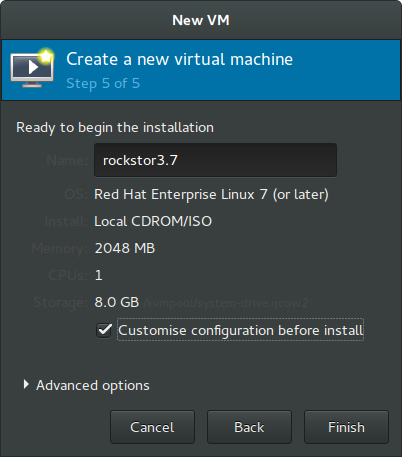 New VM
Create a new virtual machine
Step 5 of 5
Ready to begin the installation
Name: rockstor3.7
OS: Red Hat Enterprise Linux 7 (or later)
Install: Local CDROM/ISO
Memory: 2048 MB
CPUs: 1
Storage: 8.0 GB
Customise configuration before install
Advanced options
Cancel Back Finish